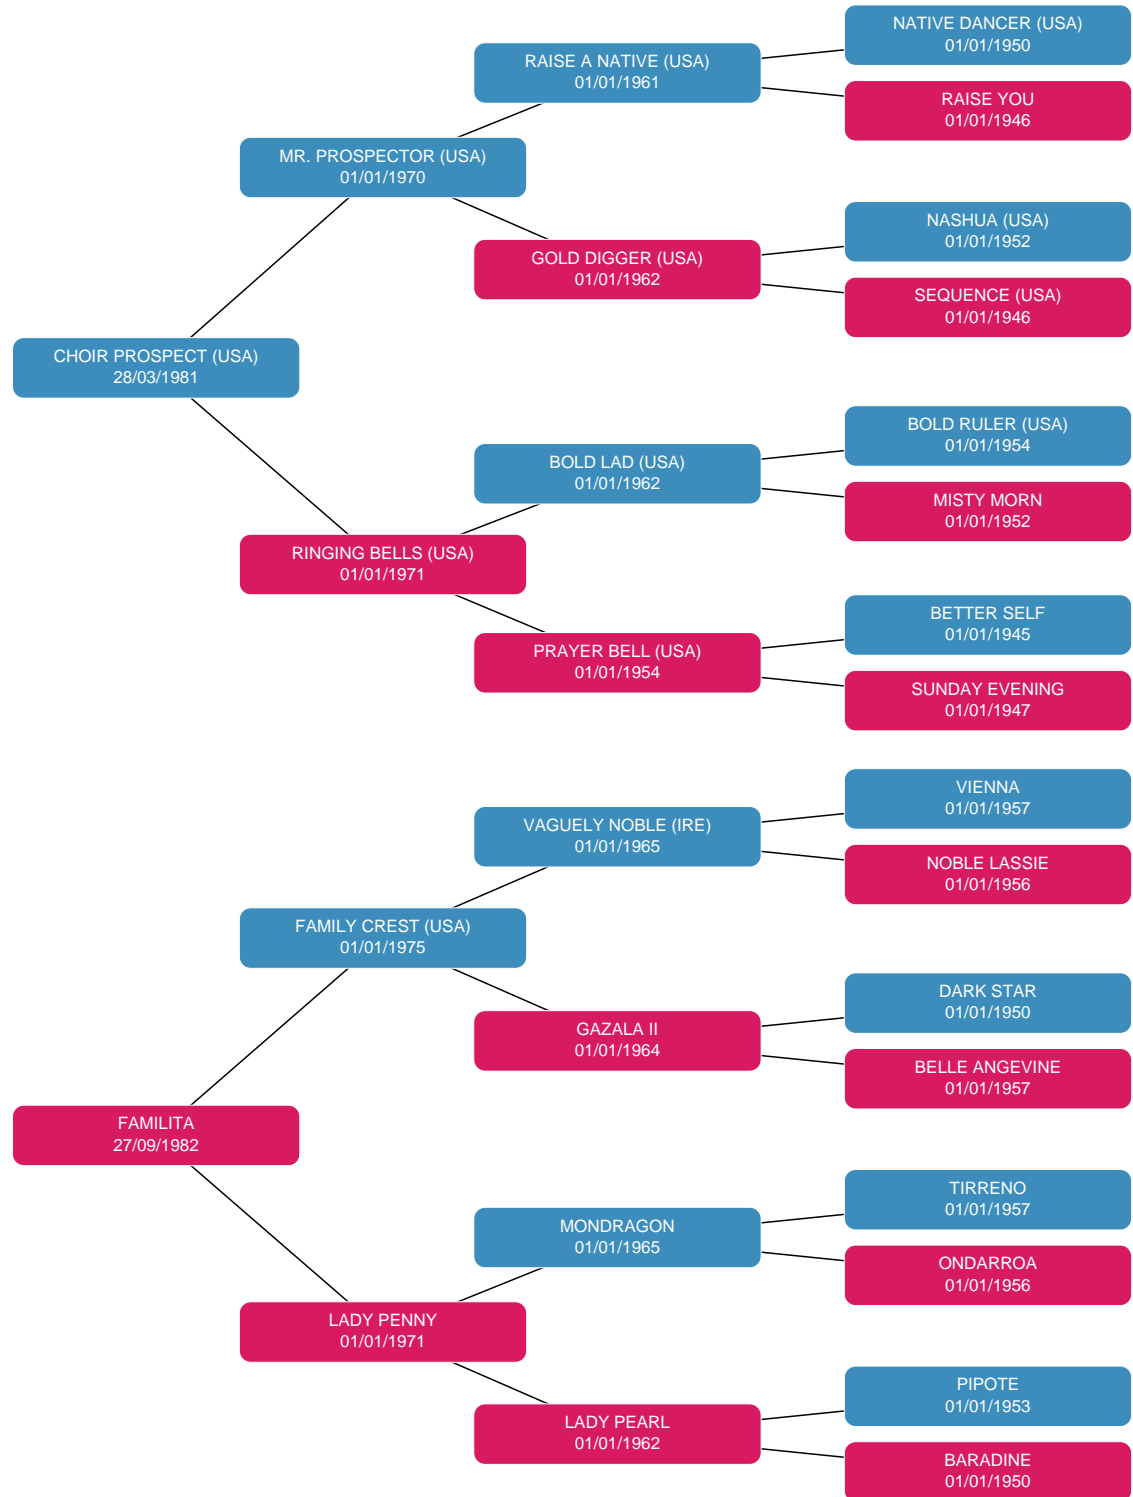 NATIVE DANCER (USA)
01/01/1950
RAISE A NATIVE (USA)
01/01/1961
RAISE YOU
01/01/1946
MR. PROSPECTOR (USA)
01/01/1970
NASHUA (USA)
01/01/1952
GOLD DIGGER (USA)
01/01/1962
SEQUENCE (USA)
01/01/1946
CHOIR PROSPECT (USA)
28/03/1981
BOLD RULER (USA)
01/01/1954
BOLD LAD (USA)
01/01/1962
MISTY MORN
01/01/1952
RINGING BELLS (USA)
01/01/1971
BETTER SELF
01/01/1945
PRAYER BELL (USA)
01/01/1954
SUNDAY EVENING
01/01/1947
VIENNA
01/01/1957
VAGUELY NOBLE (IRE)
01/01/1965
NOBLE LASSIE
01/01/1956
FAMILY CREST (USA)
01/01/1975
DARK STAR
01/01/1950
GAZALA II
01/01/1964
BELLE ANGEVINE
01/01/1957
FAMILITA
27/09/1982
TIRRENO
01/01/1957
MONDRAGON
01/01/1965
ONDARROA
01/01/1956
LADY PENNY
01/01/1971
PIPOTE
01/01/1953
LADY PEARL
01/01/1962
BARADINE
01/01/1950